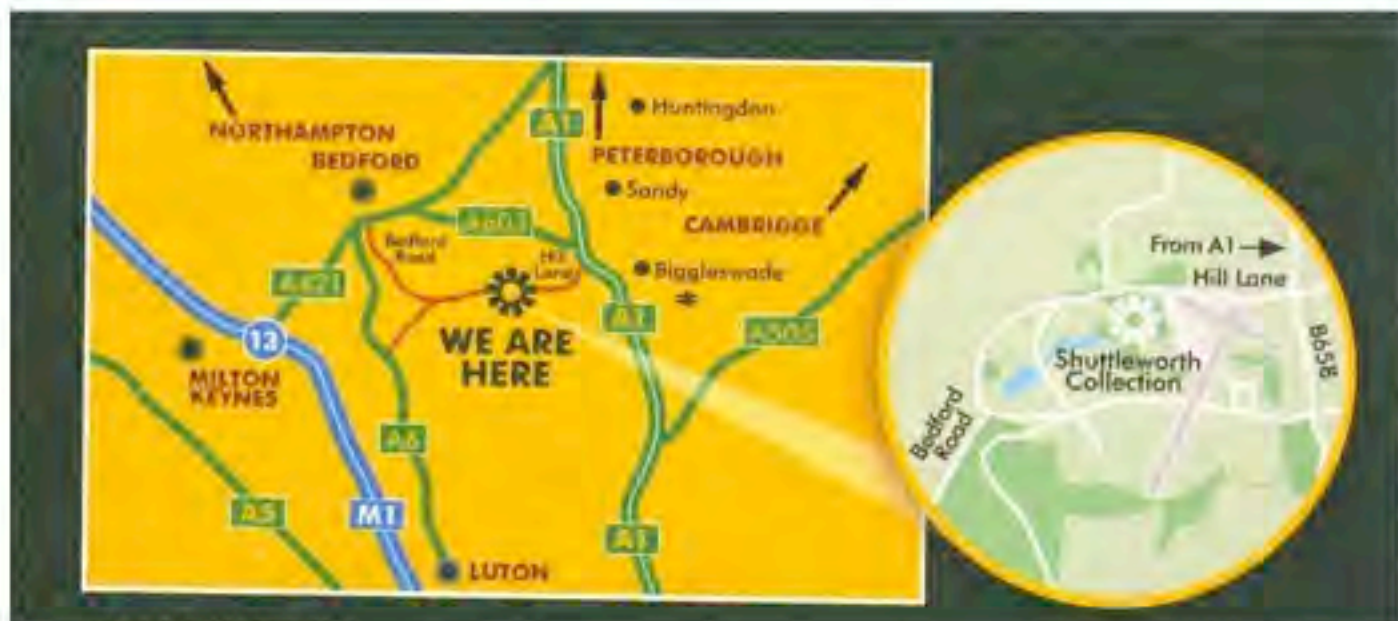 NORTHAMPTON
BEDFORD
A1
Huntingdon
PETERBOROUGH
Sandy
CAMBRIGGE
A603
Bedford
Road
Hill
Lane
Biggleswade
A421
13
WE ARE
HERE
A1
A505
MILTON
KEYNES
A6
A5
M1
A1
LUTON
From A1
Hill Lane
Shuttleworth
Collection
B658
Bedford
Road